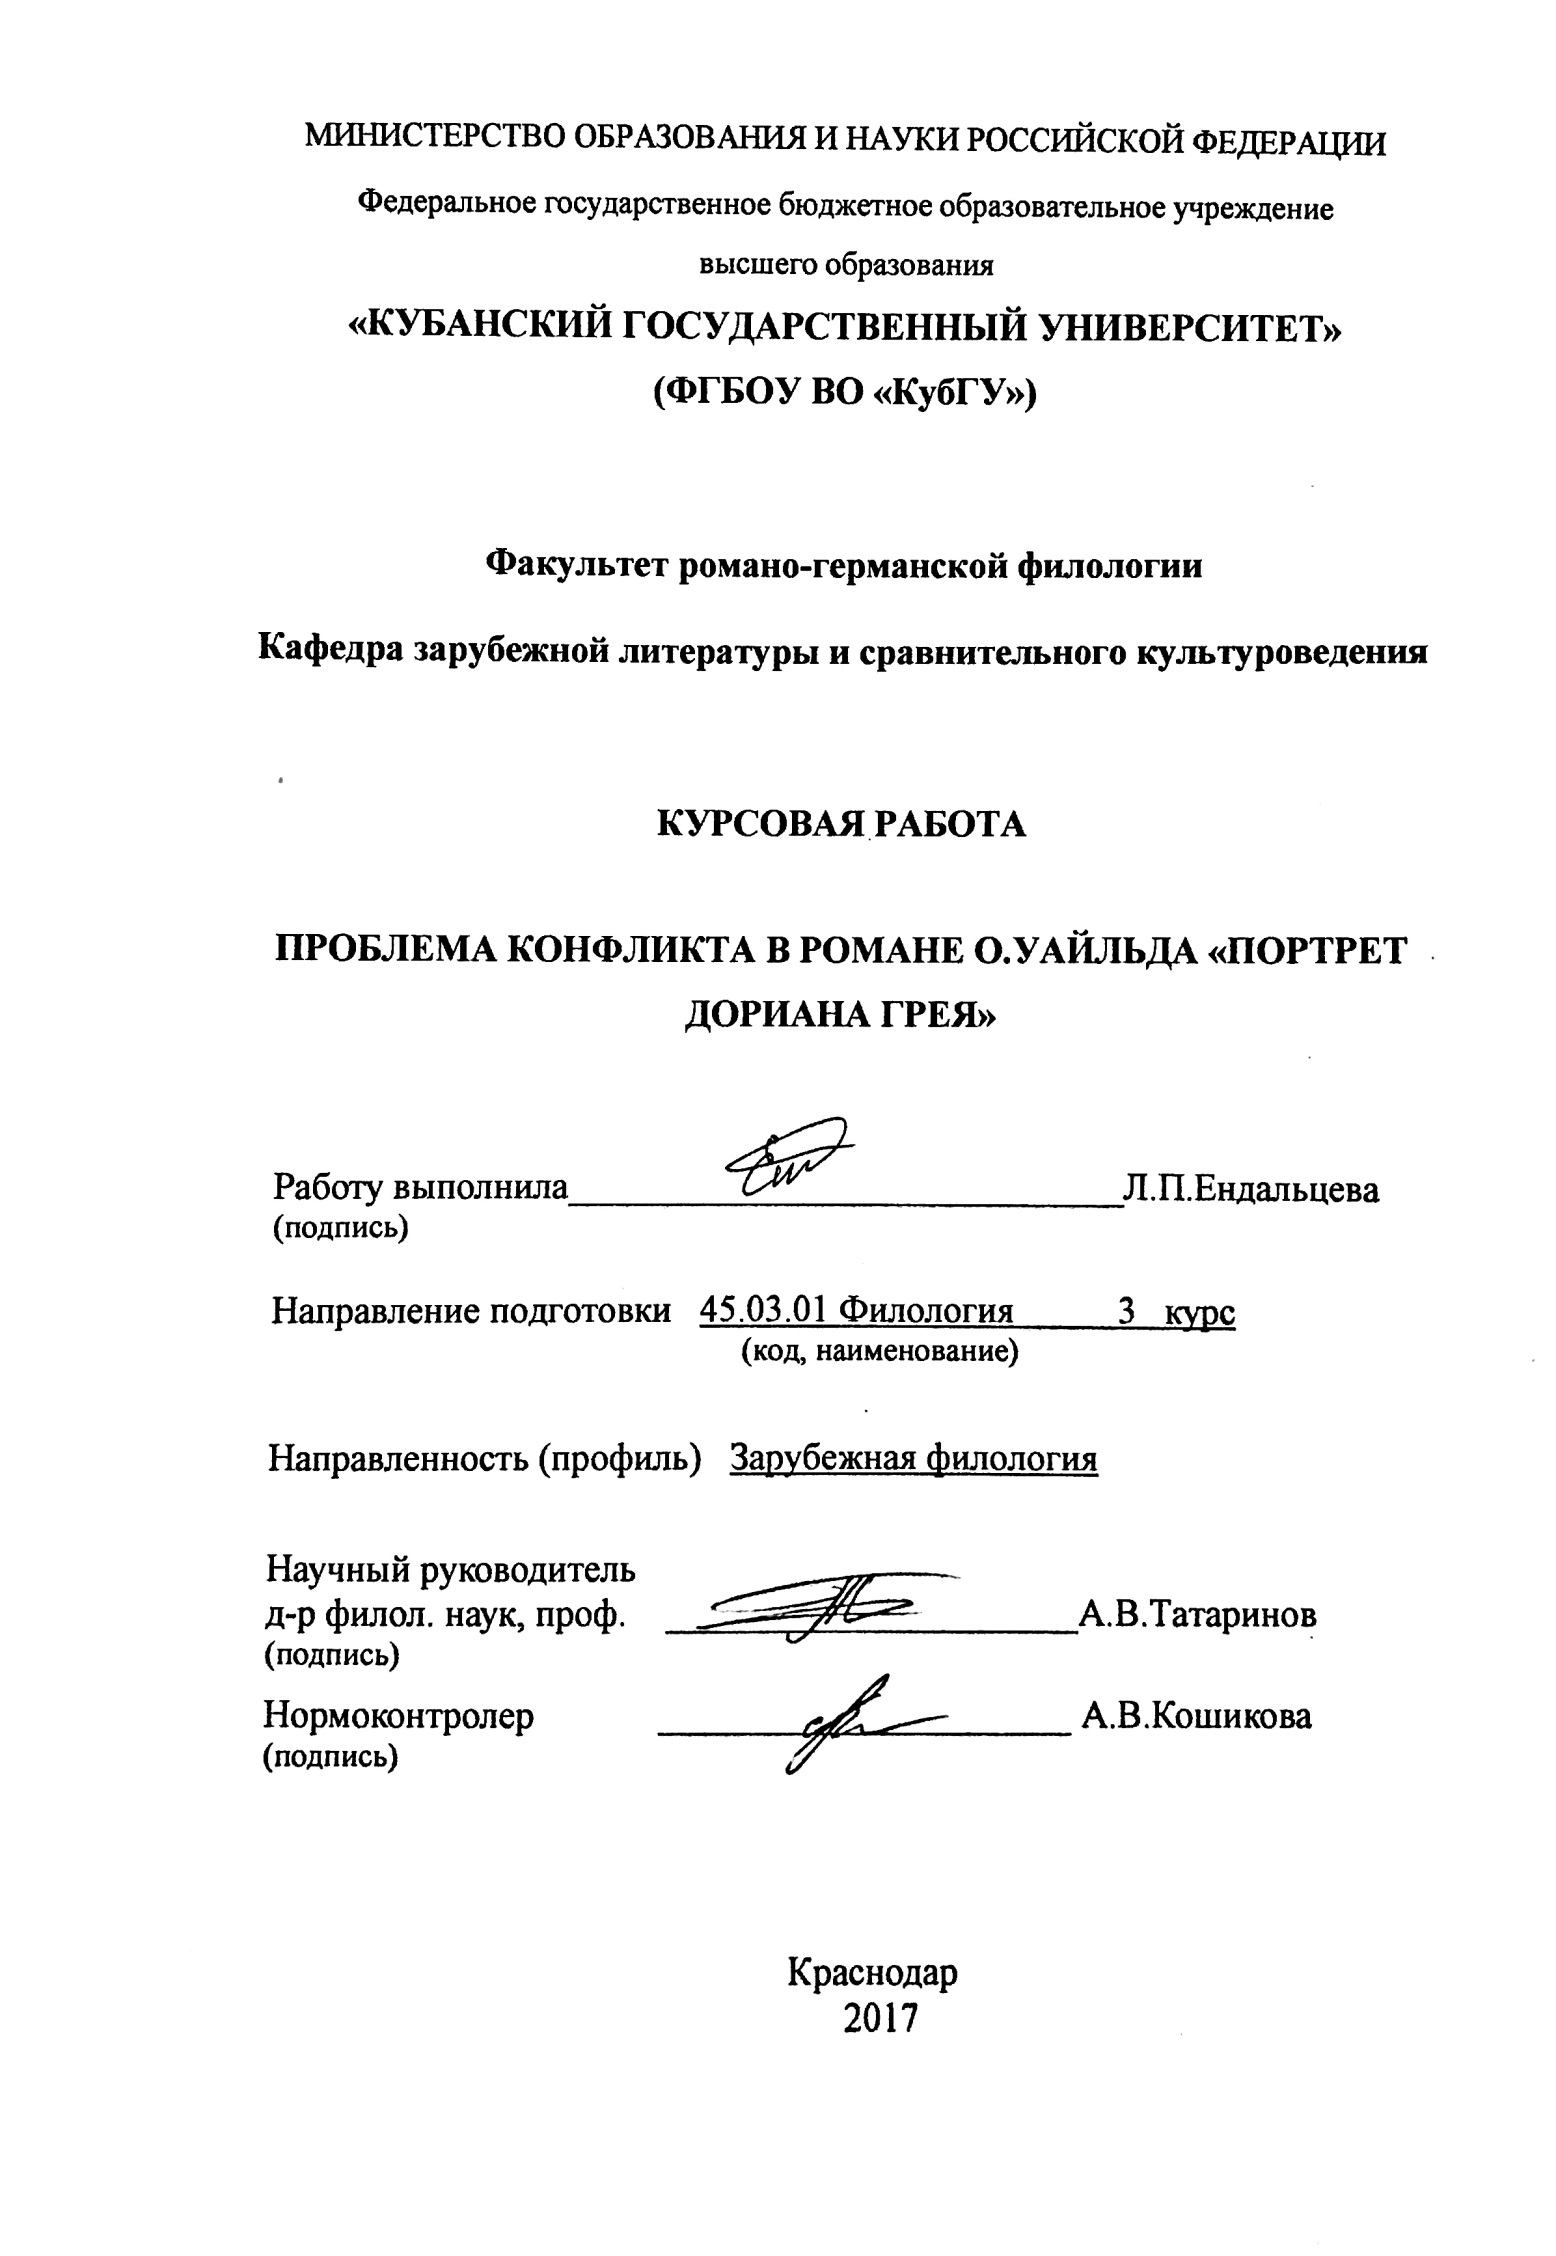 МИНИСТЕРСТВО ОБРАЗОВАНИЯ И НАУКИ РОССИЙСКОЙ ФЕДЕРАЦИИ
Федеральное государственное бюджетное образовательное учреждение
высшего образования
«КУБАНСКИЙ ГОСУДАРСТВЕННЫЙ УНИВЕРСИТЕТ»
(ФГБОУ ВО «КубГУ»)
Факультет романо-германской филологии
Кафедра зарубежной литературы и сравнительного культуроведения
КУРСОВАЯ РАБОТА
ПРОБЛЕМА КОНФЛИКТА В РОМАНЕ О.УАЙЛЬДА «ПОРТРЕТ
ДОРИАНА ГРЕЯ»
Работу выполнила Л.П.Ендальцева
(подпись)
Направление подготовки 45.03.01 Филология 3 курс
(код, наименование)
Направленность (профиль) Зарубежная филология
Научный руководитель
д-р филол. наук, проф. А.В.Татаринов
(подпись)
Нормоконтролер А.В.Кошикова
(подпись)
Краснодар
2017